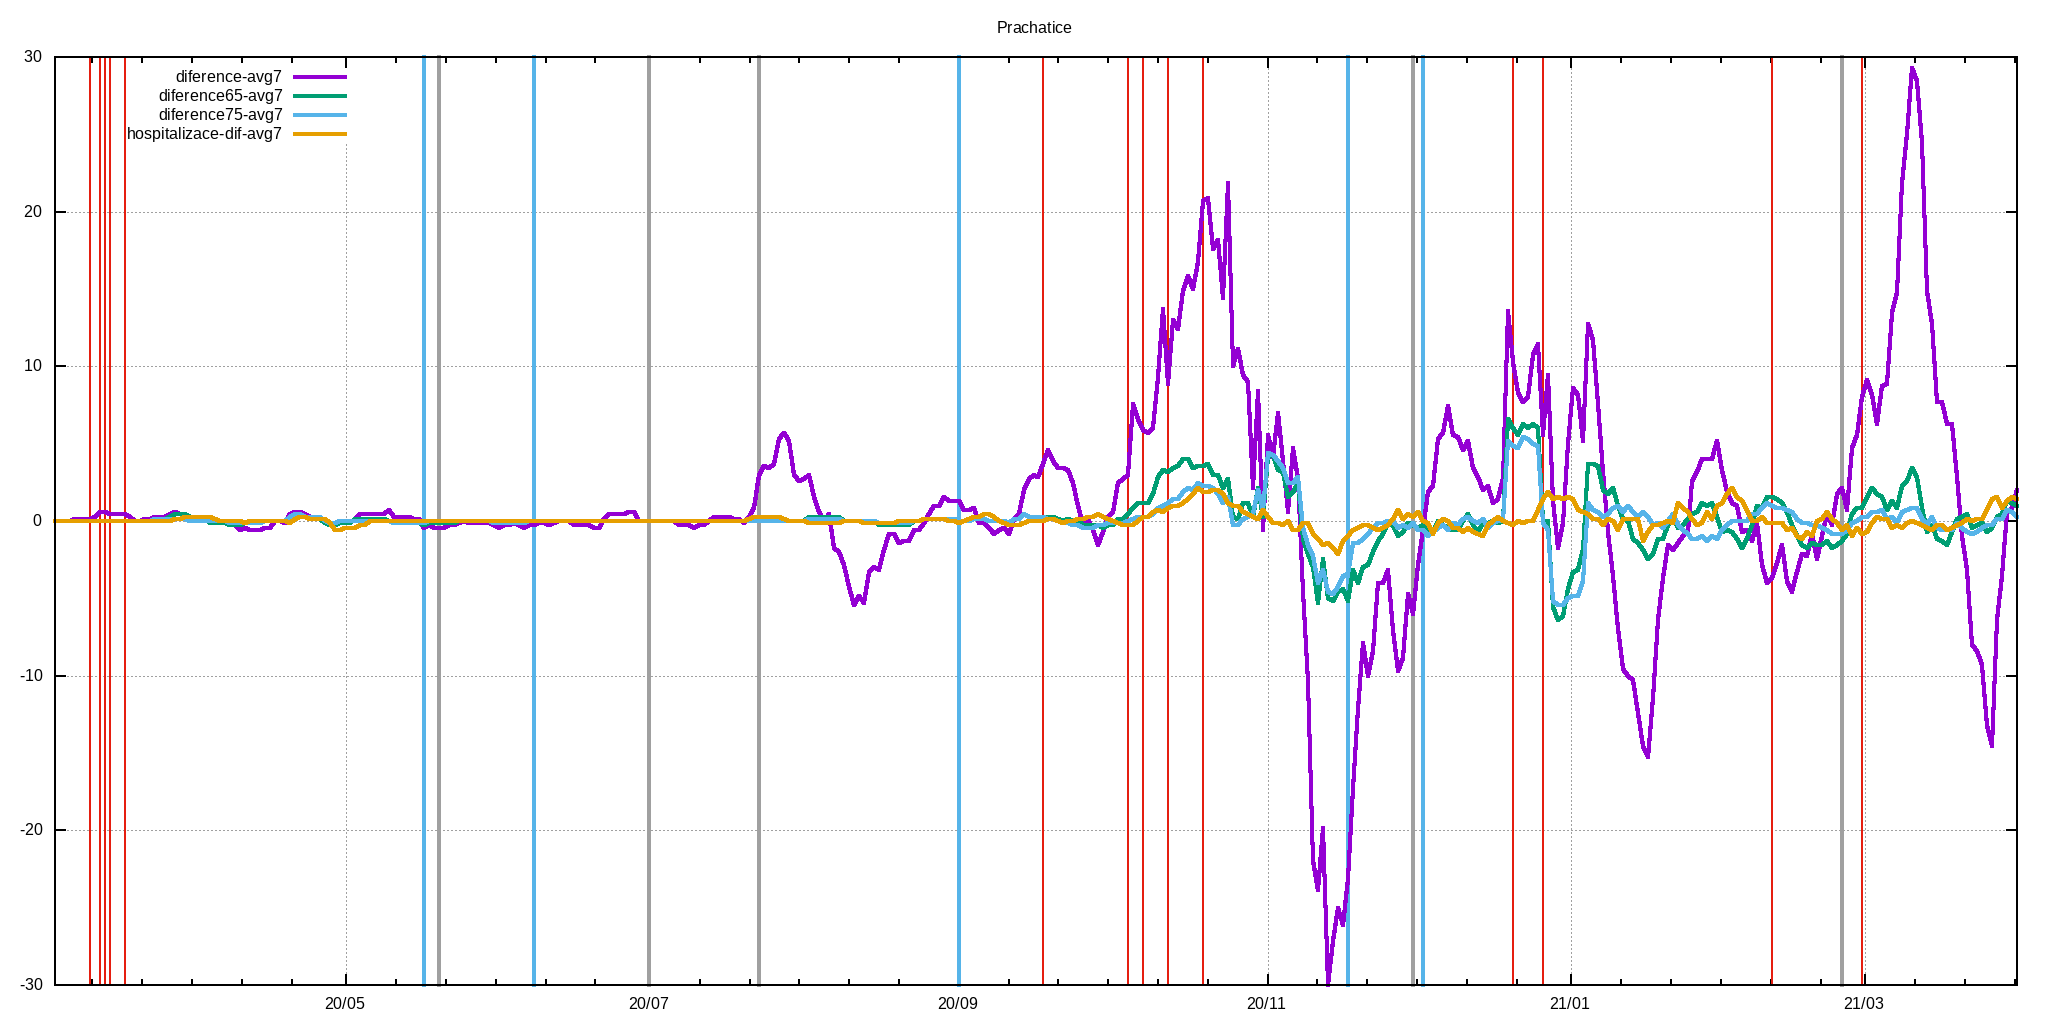 Prachatice
diference-avg7
diference65-avg7
diference75-avg7
hospitalizace-dif-avg7
30
20
10
0
-10
-20
-30
20/05 20/07 20/09 20/11 21/01 21/03